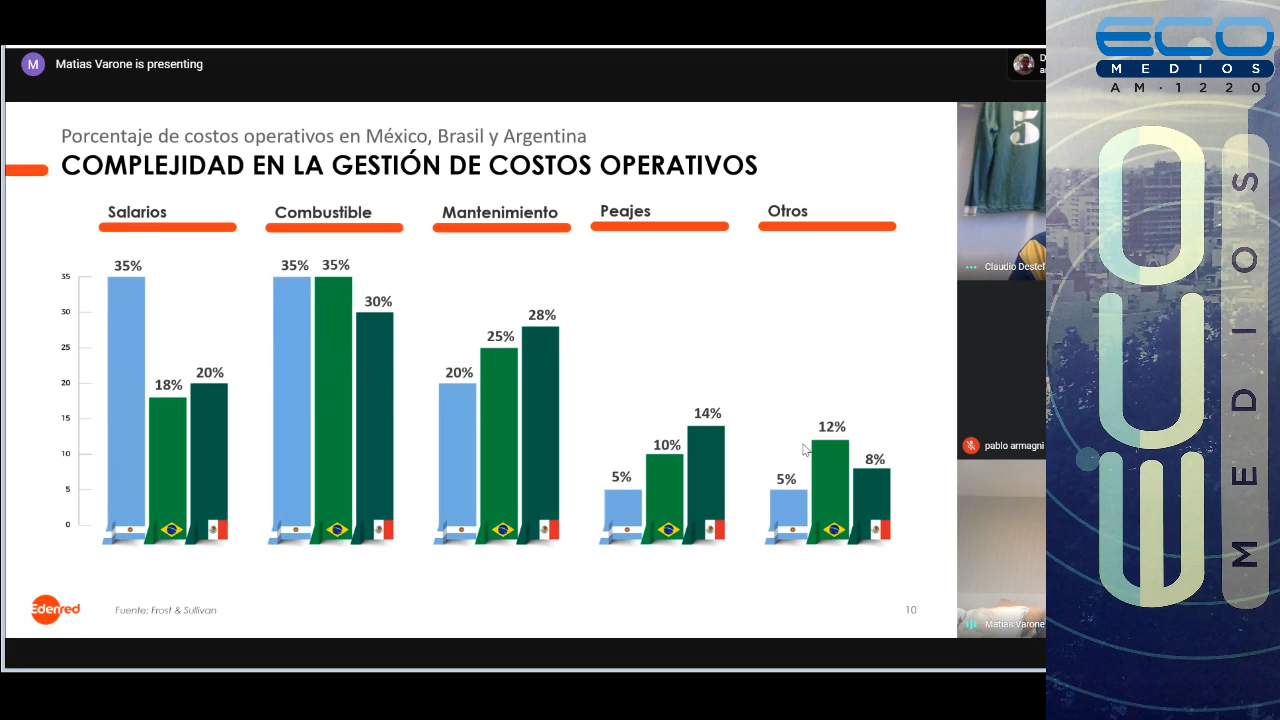 M
Matias Varone is presenting
D
Porcentaje de costos operativos en México, Brasil y Argentina
COMPLEJIDAD EN LA GESTIÓN DE COSTOS OPERATIVOS
Salarios
Combustible
Mantenimiento
Peajes
Otros
35% 18% 20%
35% 35% 30%
20% 25% 28%
5% 10% 14%
5% 12% 8%
35
30
25
20
15
10
5
0
Edenred
Fuente: Frost & Sullivan
10
5
Claudio Destef
pablo armagni
Matias Varone
ECO
MEDIOS
AM·1220
ECO
MEDIOS